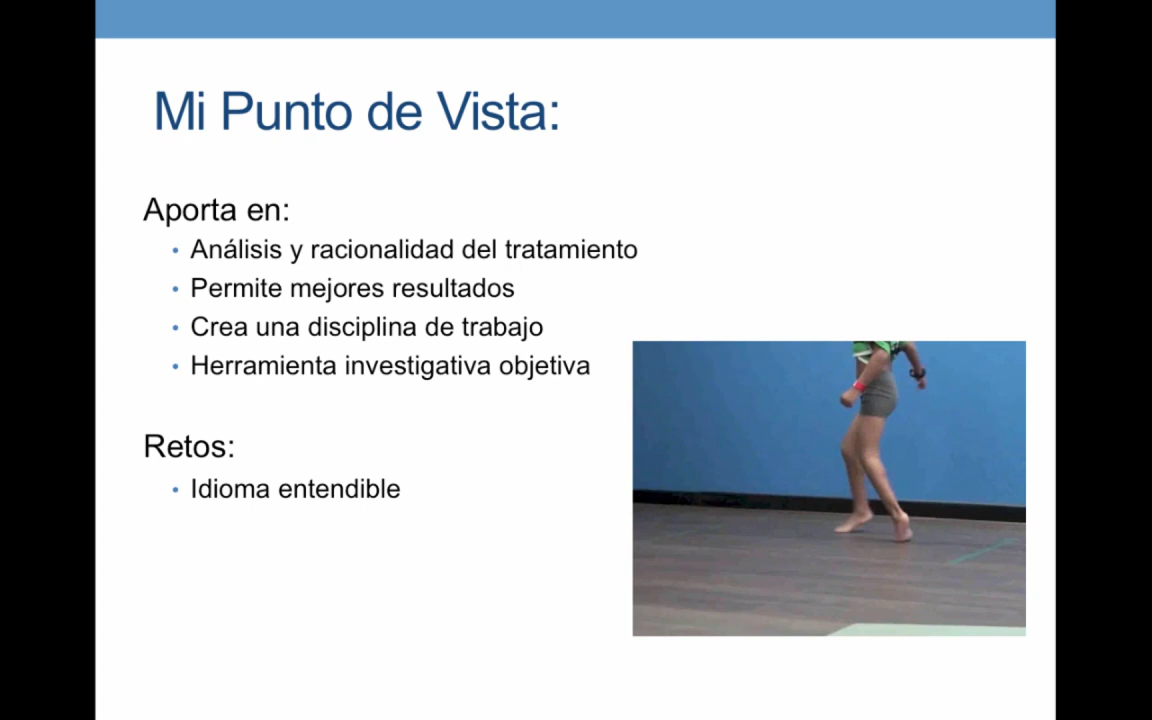 Mi Punto de Vista:
Aporta en:
• Análisis y racionalidad del tratamiento
• Permite mejores resultados
• Crea una disciplina de trabajo
• Herramienta investigativa objetiva
Retos:
• Idioma entendible